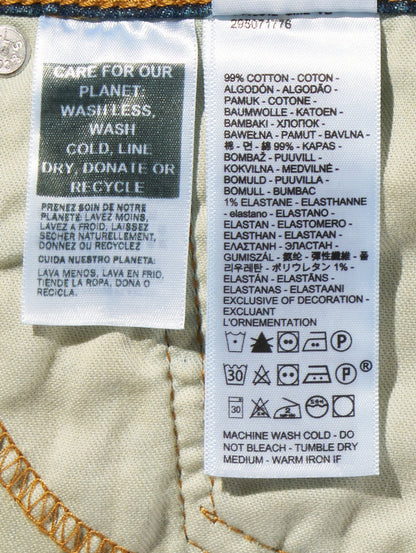 CARE FOR OUR
PLANET:
WASH LESS,
WASH
COLD, LINE
DRY, DONATE OR
RECYCLE
PRENEZ SOIN DE NOTRE
PLANETE: LAVEZ MOINS,
LAVEZ A FROID, LAISSEZ
SECHER NATURELLEMENT,
DONNEZ OU RECYCLEZ
CUIDA NUESTRO PLANETA:
LAVA MENOS, LAVA EN FRIO,
TIENDE LA ROPA, DONA O
RECICLA.
295071776
99% COTTON - COTON -
ALGODÓN - ALGODÃO -
PAMUK - COTONE -
BAUMWOLLE - KATOEN -
BAMBAKI - ХЛОПОК -
BAWEŁNA - PAMUT - BAVLNA -
棉 - 면 - 綿 99% - KAPAS -
BOMBAŽ - PUUVILL -
KOKVILNA - MEDVILNĖ -
BOMULD - PUUVILLA -
BOMULL - BUMBAC
1% ELASTANE - ELASTHANNE
- elastano - ELASTANO -
ELASTAN - ELASTOMERO -
ELASTHAN - ELASTAAN -
ΕΛΑΣΤΑΝΗ - ЭЛАСТАН -
GUMISZÁL - 氨纶 - 彈性纖維 - 폴
리우레탄 - ポリウレタン 1% -
ELASTÁN - ELASTĀNS -
ELASTANAS - ELASTAANI
EXCLUSIVE OF DECORATION -
EXCLUANT
L'ORNEMENTATION
P
30 P ®
30
MACHINE WASH COLD - DO
NOT BLEACH - TUMBLE DRY
MEDIUM - WARM IRON IF